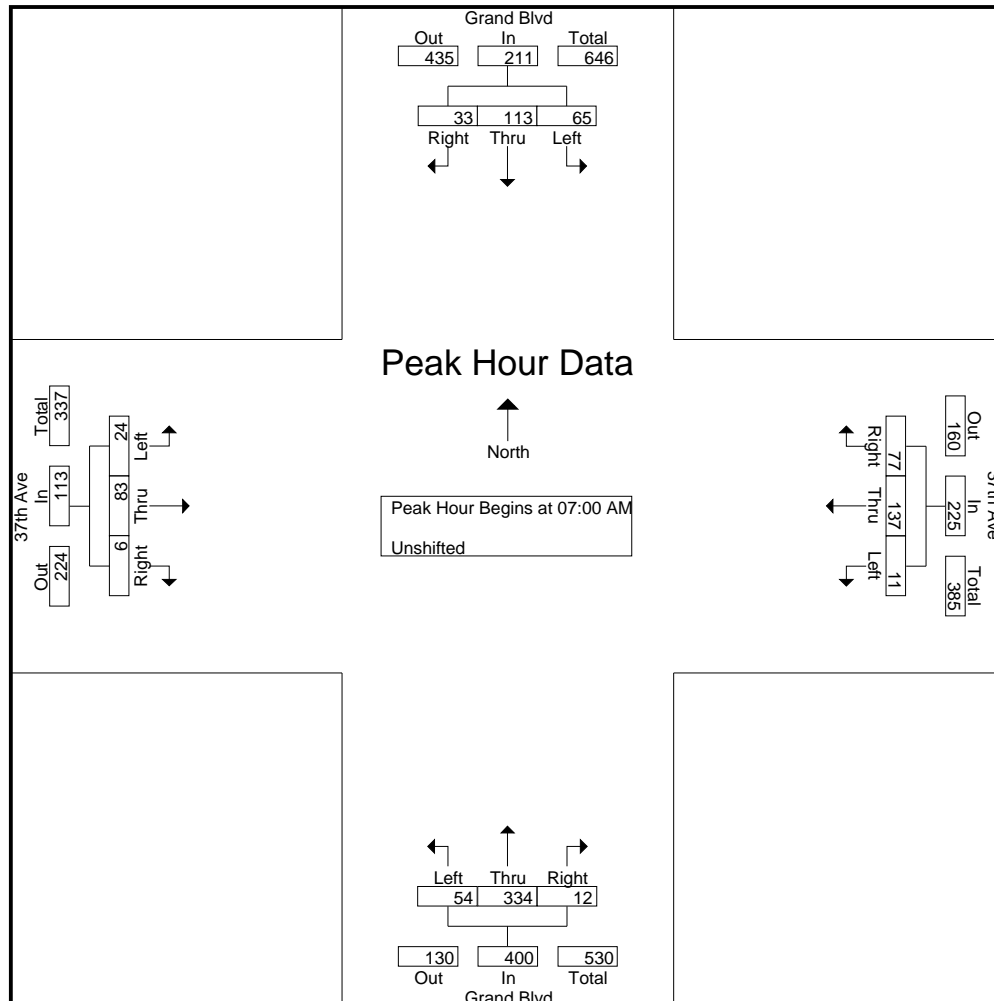 Grand Blvd
Out In Total
435 211 646
33 113 65
Right Thru Left
Peak Hour Data
North
Peak Hour Begins at 07:00 AM
Unshifted
37th Ave
Total In Out
337 113 224
24 83 6
Left Thru Right
Right Thru Left
77 137 11
160 225 385
Out In Total
37th Ave
Left Thru Right
54 334 12
130 400 530
Out In Total
Grand Blvd